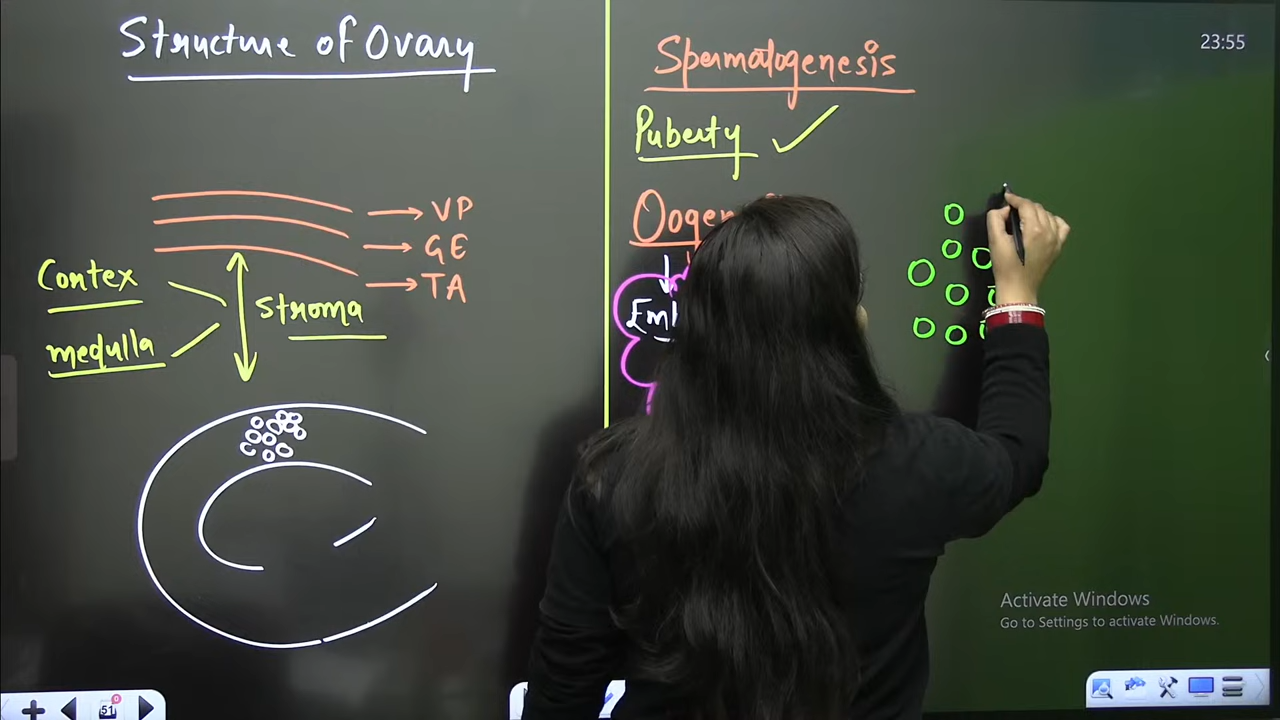 Structure of Ovary
VP
GE
TA
Contex
medulla
Stroma
Spermatogenesis
Puberty
23:55
Activate Windows
Go to Settings to activate Windows.
51